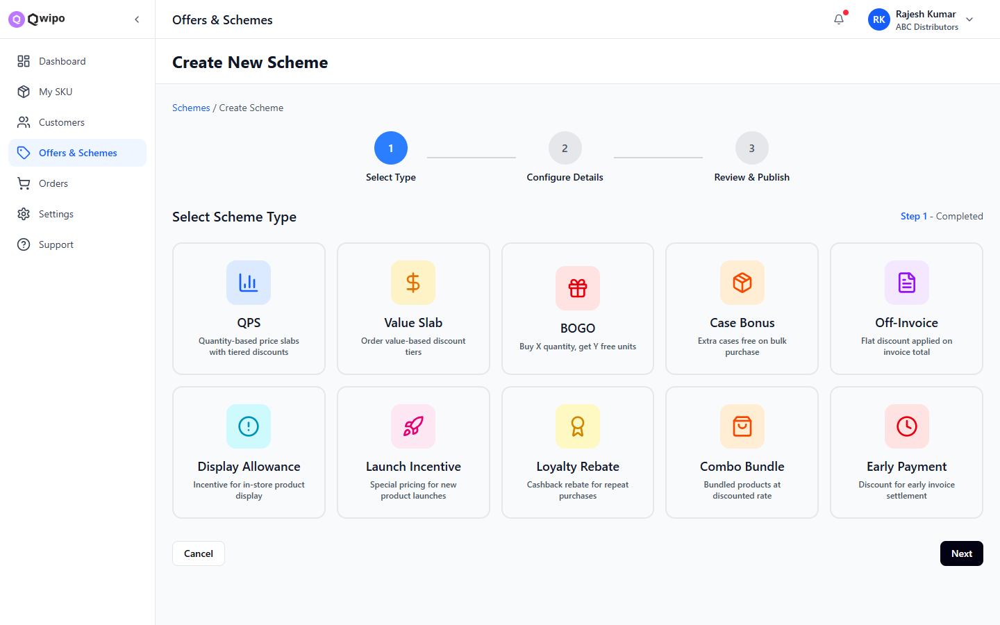 Qwipo
Offers & Schemes
RK
Rajesh Kumar
ABC Distributors
Dashboard
My SKU
Customers
Offers & Schemes
Orders
Settings
Support
Create New Scheme
Schemes / Create Scheme
1
2
3
Select Type
Configure Details
Review & Publish
Select Scheme Type
Step 1 - Completed
QPS
Quantity-based price slabs
with tiered discounts
Value Slab
Order value-based discount
tiers
BOGO
Buy X quantity, get Y free units
Case Bonus
Extra cases free on bulk
purchase
Off-Invoice
Flat discount applied on
invoice total
Display Allowance
Incentive for in-store product
display
Launch Incentive
Special pricing for new
product launches
Loyalty Rebate
Cashback rebate for repeat
purchases
Combo Bundle
Bundled products at
discounted rate
Early Payment
Discount for early invoice
settlement
Cancel
Next